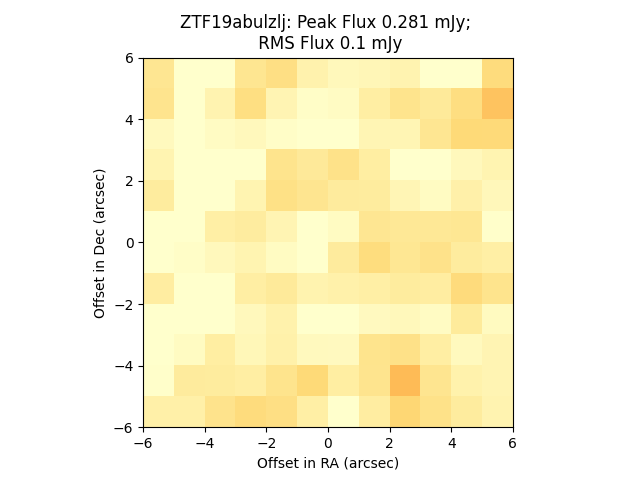 ZTF19abulzlj: Peak Flux 0.281 mJy;
RMS Flux 0.1 mJy
6
4
2
0
−2
−4
−6
Offset in Dec (arcsec)
−6 −4 −2 0 2 4 6
Offset in RA (arcsec)